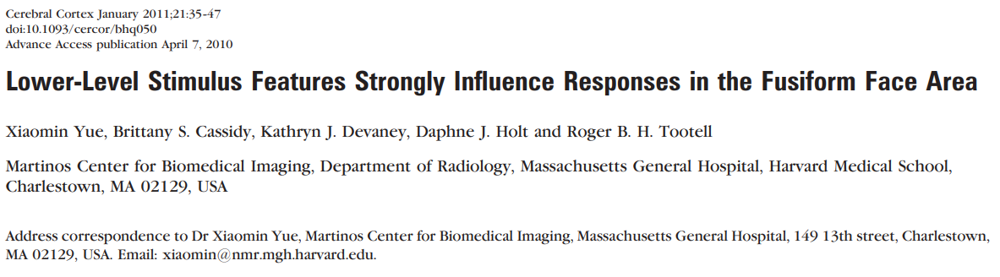 Cerebral Cortex January 2011;21:35-47
doi:10.1093/cercor/bhq050
Advance Access publication April 7, 2010
Lower-Level Stimulus Features Strongly Influence Responses in the Fusiform Face Area
Xiaomin Yue, Brittany S. Cassidy, Kathryn J. Devaney, Daphne J. Holt and Roger B. H. Tootell
Martinos Center for Biomedical Imaging, Department of Radiology, Massachusetts General Hospital, Harvard Medical School,
Charlestown, MA 02129, USA
Address correspondence to Dr Xiaomin Yue, Martinos Center for Biomedical Imaging, Massachusetts General Hospital, 149 13th street, Charlestown,
MA 02129, USA. Email: xiaomin@nmr.mgh.harvard.edu.